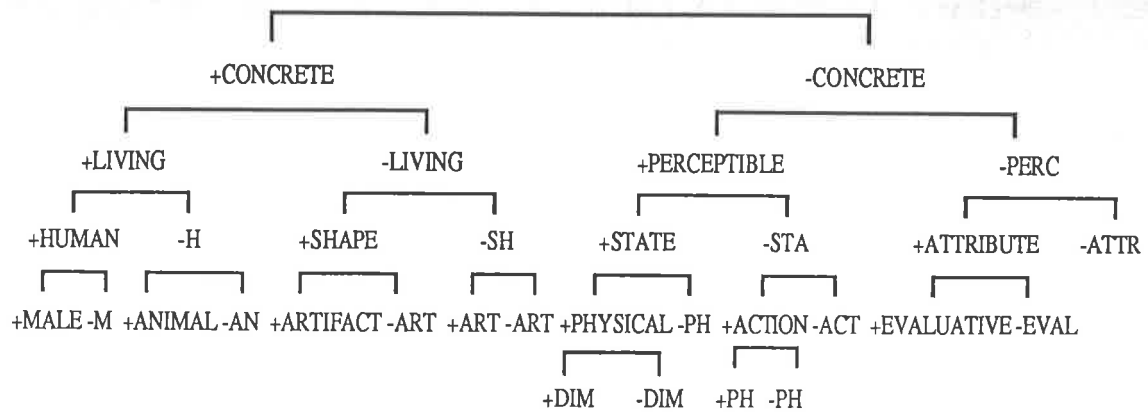 +CONCRETE -CONCRETE
+LIVING -LIVING +PERCEPTIBLE -PERC
+HUMAN -H +SHAPE -SH +STATE -STA +ATTRIBUTE -ATTR
+MALE -M +ANIMAL -AN +ARTIFACT -ART +ART -ART +PHYSICAL -PH +ACTION -ACT +EVALUATIVE -EVAL
+DIM -DIM +PH -PH